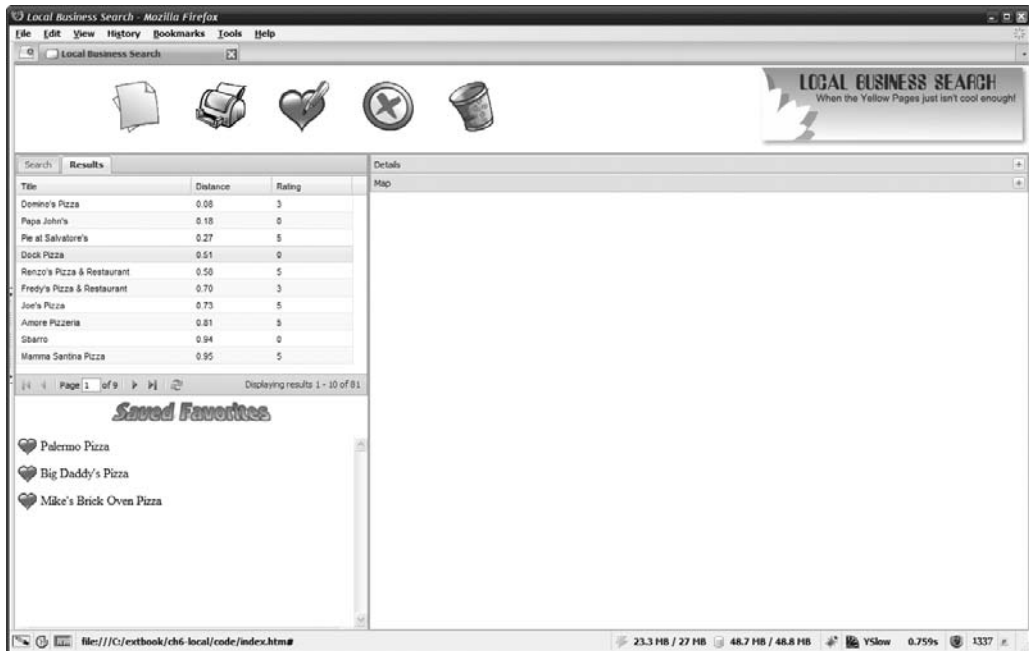 Local Business Search - Mozilla Firefox
File Edit View History Bookmarks Tools Help
Local Business Search
LOCAL BUSINESS SEARCH
When the Yellow Pages just isn't cool enough!
Search Results
Details
Map
Title Distance Rating
Domino's Pizza 0.08 3
Papa John's 0.18 0
Pie at Salvatore's 0.27 5
Dock Pizza 0.51 0
Renzo's Pizza & Restaurant 0.58 5
Fredy's Pizza & Restaurant 0.70 3
Joe's Pizza 0.73 5
Amore Pizzeria 0.81 5
Sbarro 0.94 0
Mamma Santina Pizza 0.95 5
Page 1 of 9 Displaying results 1 - 10 of 81
Saved Favorites
Palermo Pizza
Big Daddy's Pizza
Mike's Brick Oven Pizza
file:///C:/extbook/ch6-local/code/index.htm# 23.3 MB / 27 MB 48.7 MB / 48.8 MB YSlow 0.759s 1337